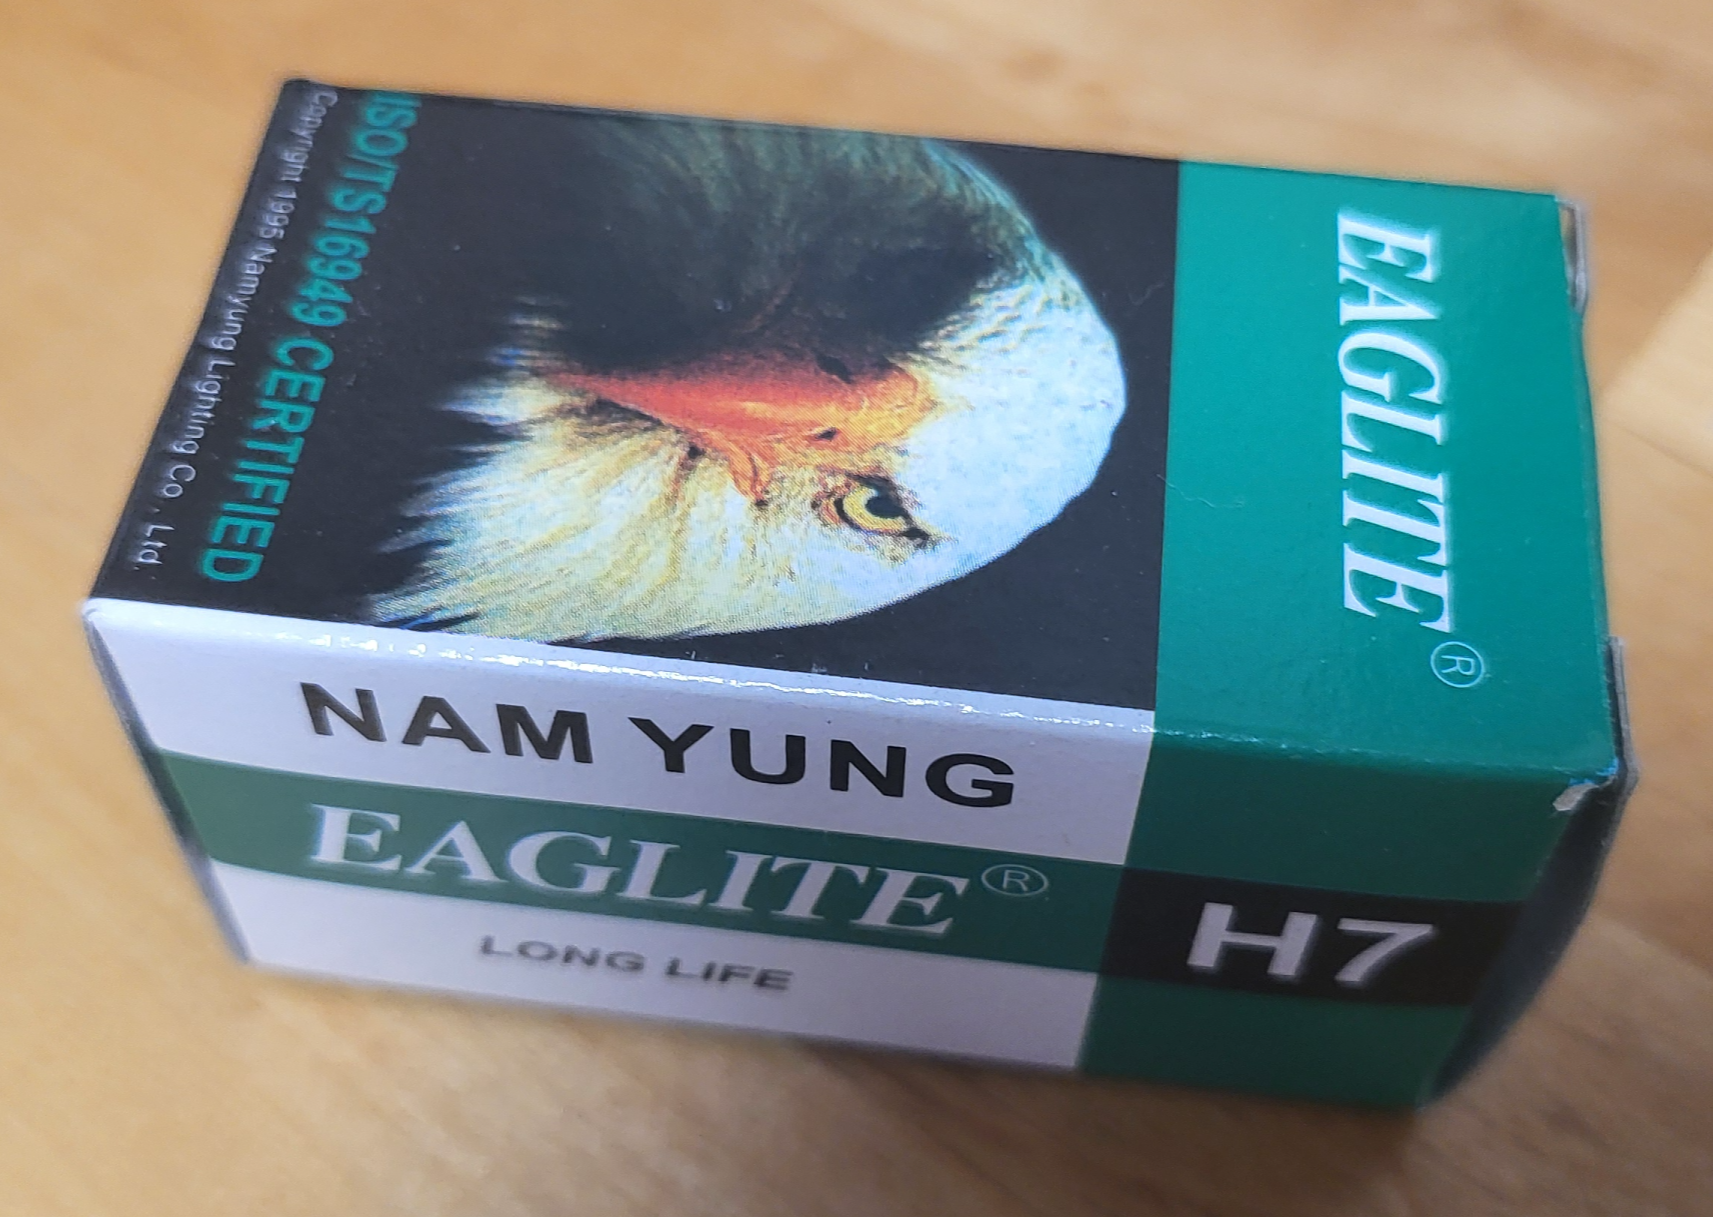 EAGLITE®
ISO/TS16949 CERTIFIED
Copyright 1995 Namyung Lighting Co., Ltd.
NAM YUNG
EAGLITE®
LONG LIFE
H7